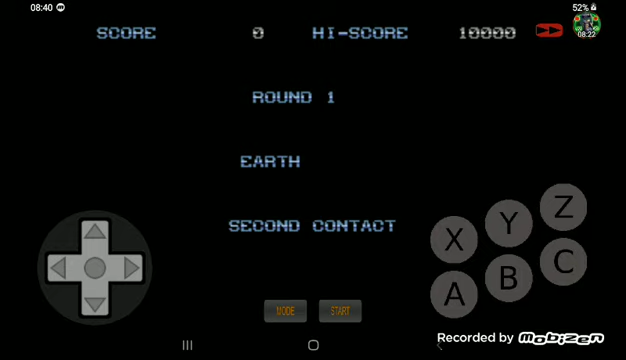 08:40
52%
SCORE 0 HI-SCORE 10000
08:22
ROUND 1
EARTH
SECOND CONTACT
X Y Z
A B C
MODE START
Recorded by mobizen